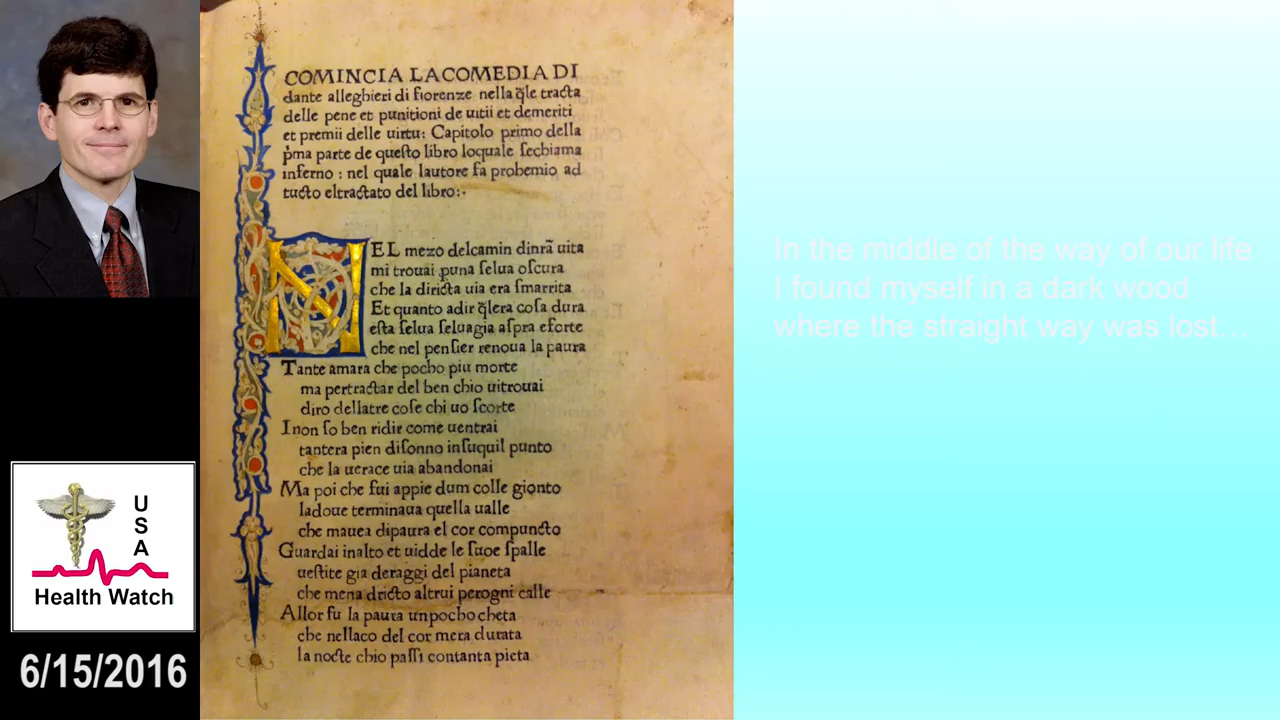 COMINCIA LA COMEDIA DI
dante alleghieri di fiorenze nella q̃le tracta
delle pene et punitioni de uitii et demeriti
et premii delle uirtu: Capitolo primo della
p̃ma parte de queſto libro loquale ſechiama
inferno : nel quale lautore fa prohemio ad
tucto eltractato del libro:·
NEL mezo delcamin dinrã uita
mi trouai ꝓuna ſelua oſcura
che la diricta uia era ſmarrita
Et quanto adir q̃lera coſa dura
eſta ſelua ſeluagia aſpra eforte
che nel penſier renoua la paura
Tante amara che pocho piu morte
ma pertractar del ben chio uitrouai
diro dellatre coſe chi uo ſcorte
I non ſo ben ridir come uentrai
tantera pien diſonno inſuquil punto
che la uerace uia abandonai
Ma poi che fui appie dum colle gionto
ladoue terminaua quella ualle
che mauea dipaura el cor compuncto
Guardai inalto et uidde le ſuoe ſpalle
ueſtite gia deraggi del pianeta
che mena dricto altrui perogni calle
Allor fu la paura unpocho cheta
che nellaco del cor mera durata
la nocte chio paſſi contanta pieta
In the middle of the way of our life
I found myself in a dark wood
where the straight way was lost…
USA
Health Watch
6/15/2016